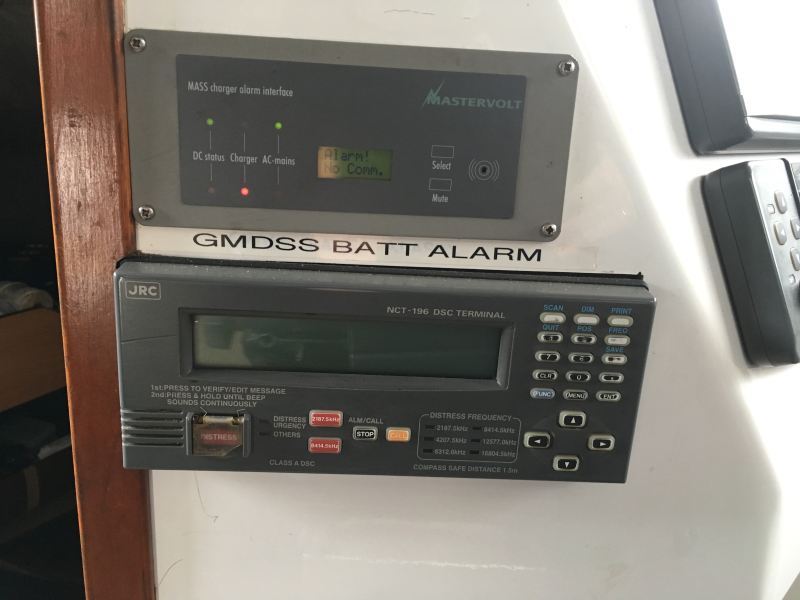 MASS charger alarm interface
MASTERVOLT
DC status Charger AC-mains
Alarm!
No Comm.
Select
Mute
GMDSS BATT ALARM
JRC
NCT-196 DSC TERMINAL
SCAN DIM PRINT
QUIT POS FREQ
SAVE
7
CLR 0
FUNC MENU ENT
1st:PRESS TO VERIFY/EDIT MESSAGE
2nd:PRESS & HOLD UNTIL BEEP
SOUNDS CONTINUOUSLY
DISTRESS
DISTRESS
URGENCY
OTHERS
2187.5kHz
8414.5kHz
ALM/CALL
STOP
CALL
DISTRESS FREQUENCY
2187.5kHz 8414.5kHz
4207.5kHz 12577.0kHz
6312.0kHz 16804.5kHz
CLASS A DSC
COMPASS SAFE DISTANCE 1.5m